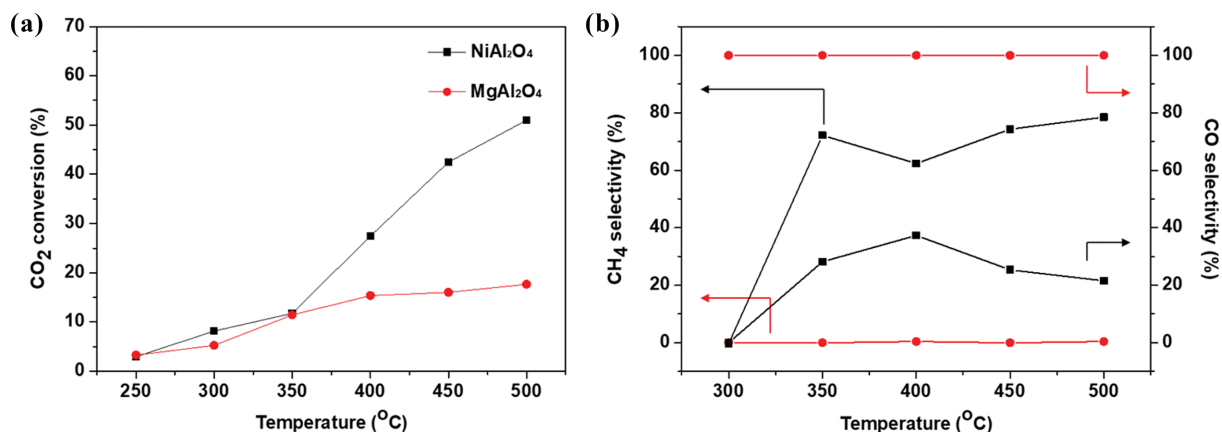 (a)
70
60
50
40
30
20
10
0
CO2 conversion (%)
NiAl2O4
MgAl2O4
250 300 350 400 450 500
Temperature (OC)
(b)
100
80
60
40
20
0
CH4 selectivity (%)
100
80
60
40
20
0
CO selectivity (%)
300 350 400 450 500
Temperature (OC)